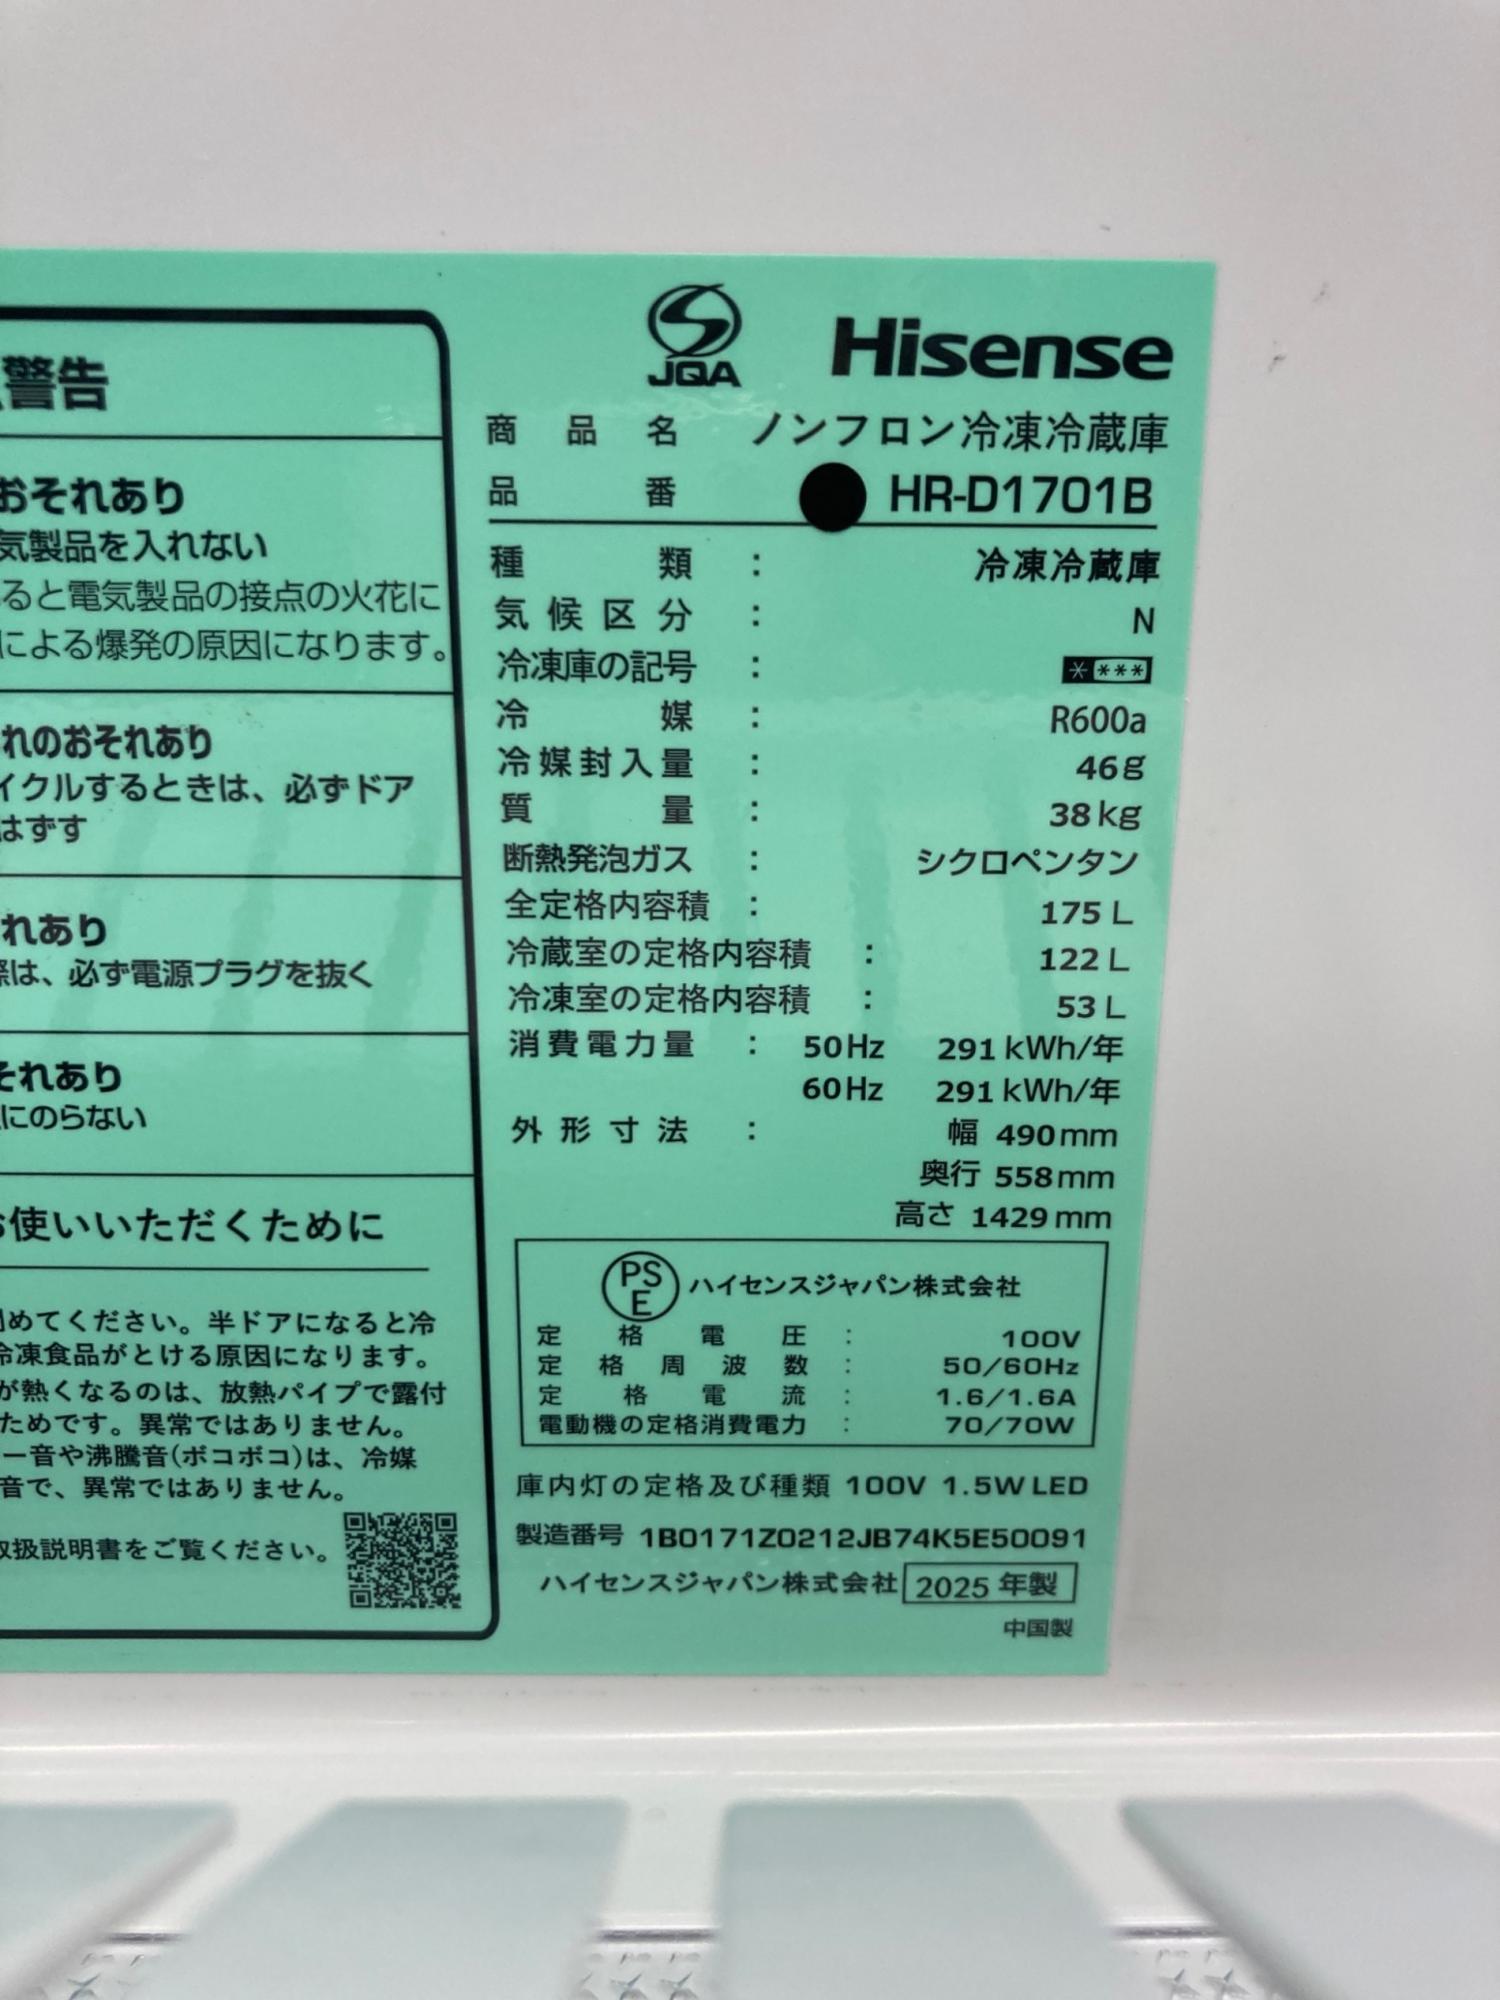 警告
おそれあり
気製品を入れない
ると電気製品の接点の火花に
による爆発の原因になります。
れのおそれあり
イクルするときは、必ずドア
はずす
れあり
際は、必ず電源プラグを抜く
それあり
にのらない
お使いいただくために
めてください。半ドアになると冷
冷凍食品がとける原因になります。
が熱くなるのは、放熱パイプで露付
ためです。異常ではありません。
ー音や沸騰音(ボコボコ)は、冷媒
音で、異常ではありません。
取扱説明書をご覧ください。
JQA
Hisense
商品名 ノンフロン冷凍冷蔵庫
品番 ●HR-D1701B
種類 : 冷凍冷蔵庫
気候区分 : N
冷凍庫の記号 : ****
冷媒 : R600a
冷媒封入量 : 46g
質量 : 38kg
断熱発泡ガス : シクロペンタン
全定格内容積 : 175L
冷蔵室の定格内容積 : 122L
冷凍室の定格内容積 : 53L
消費電力量 : 50Hz 291kWh/年
60Hz 291kWh/年
外形寸法 : 幅 490mm
奥行 558mm
高さ 1429mm
PSE ハイセンスジャパン株式会社
定格電圧 : 100V
定格周波数 : 50/60Hz
定格電流 : 1.6/1.6A
電動機の定格消費電力 : 70/70W
庫内灯の定格及び種類 100V 1.5W LED
製造番号 1B0171Z0212JB74K5E50091
ハイセンスジャパン株式会社 2025年製
中国製